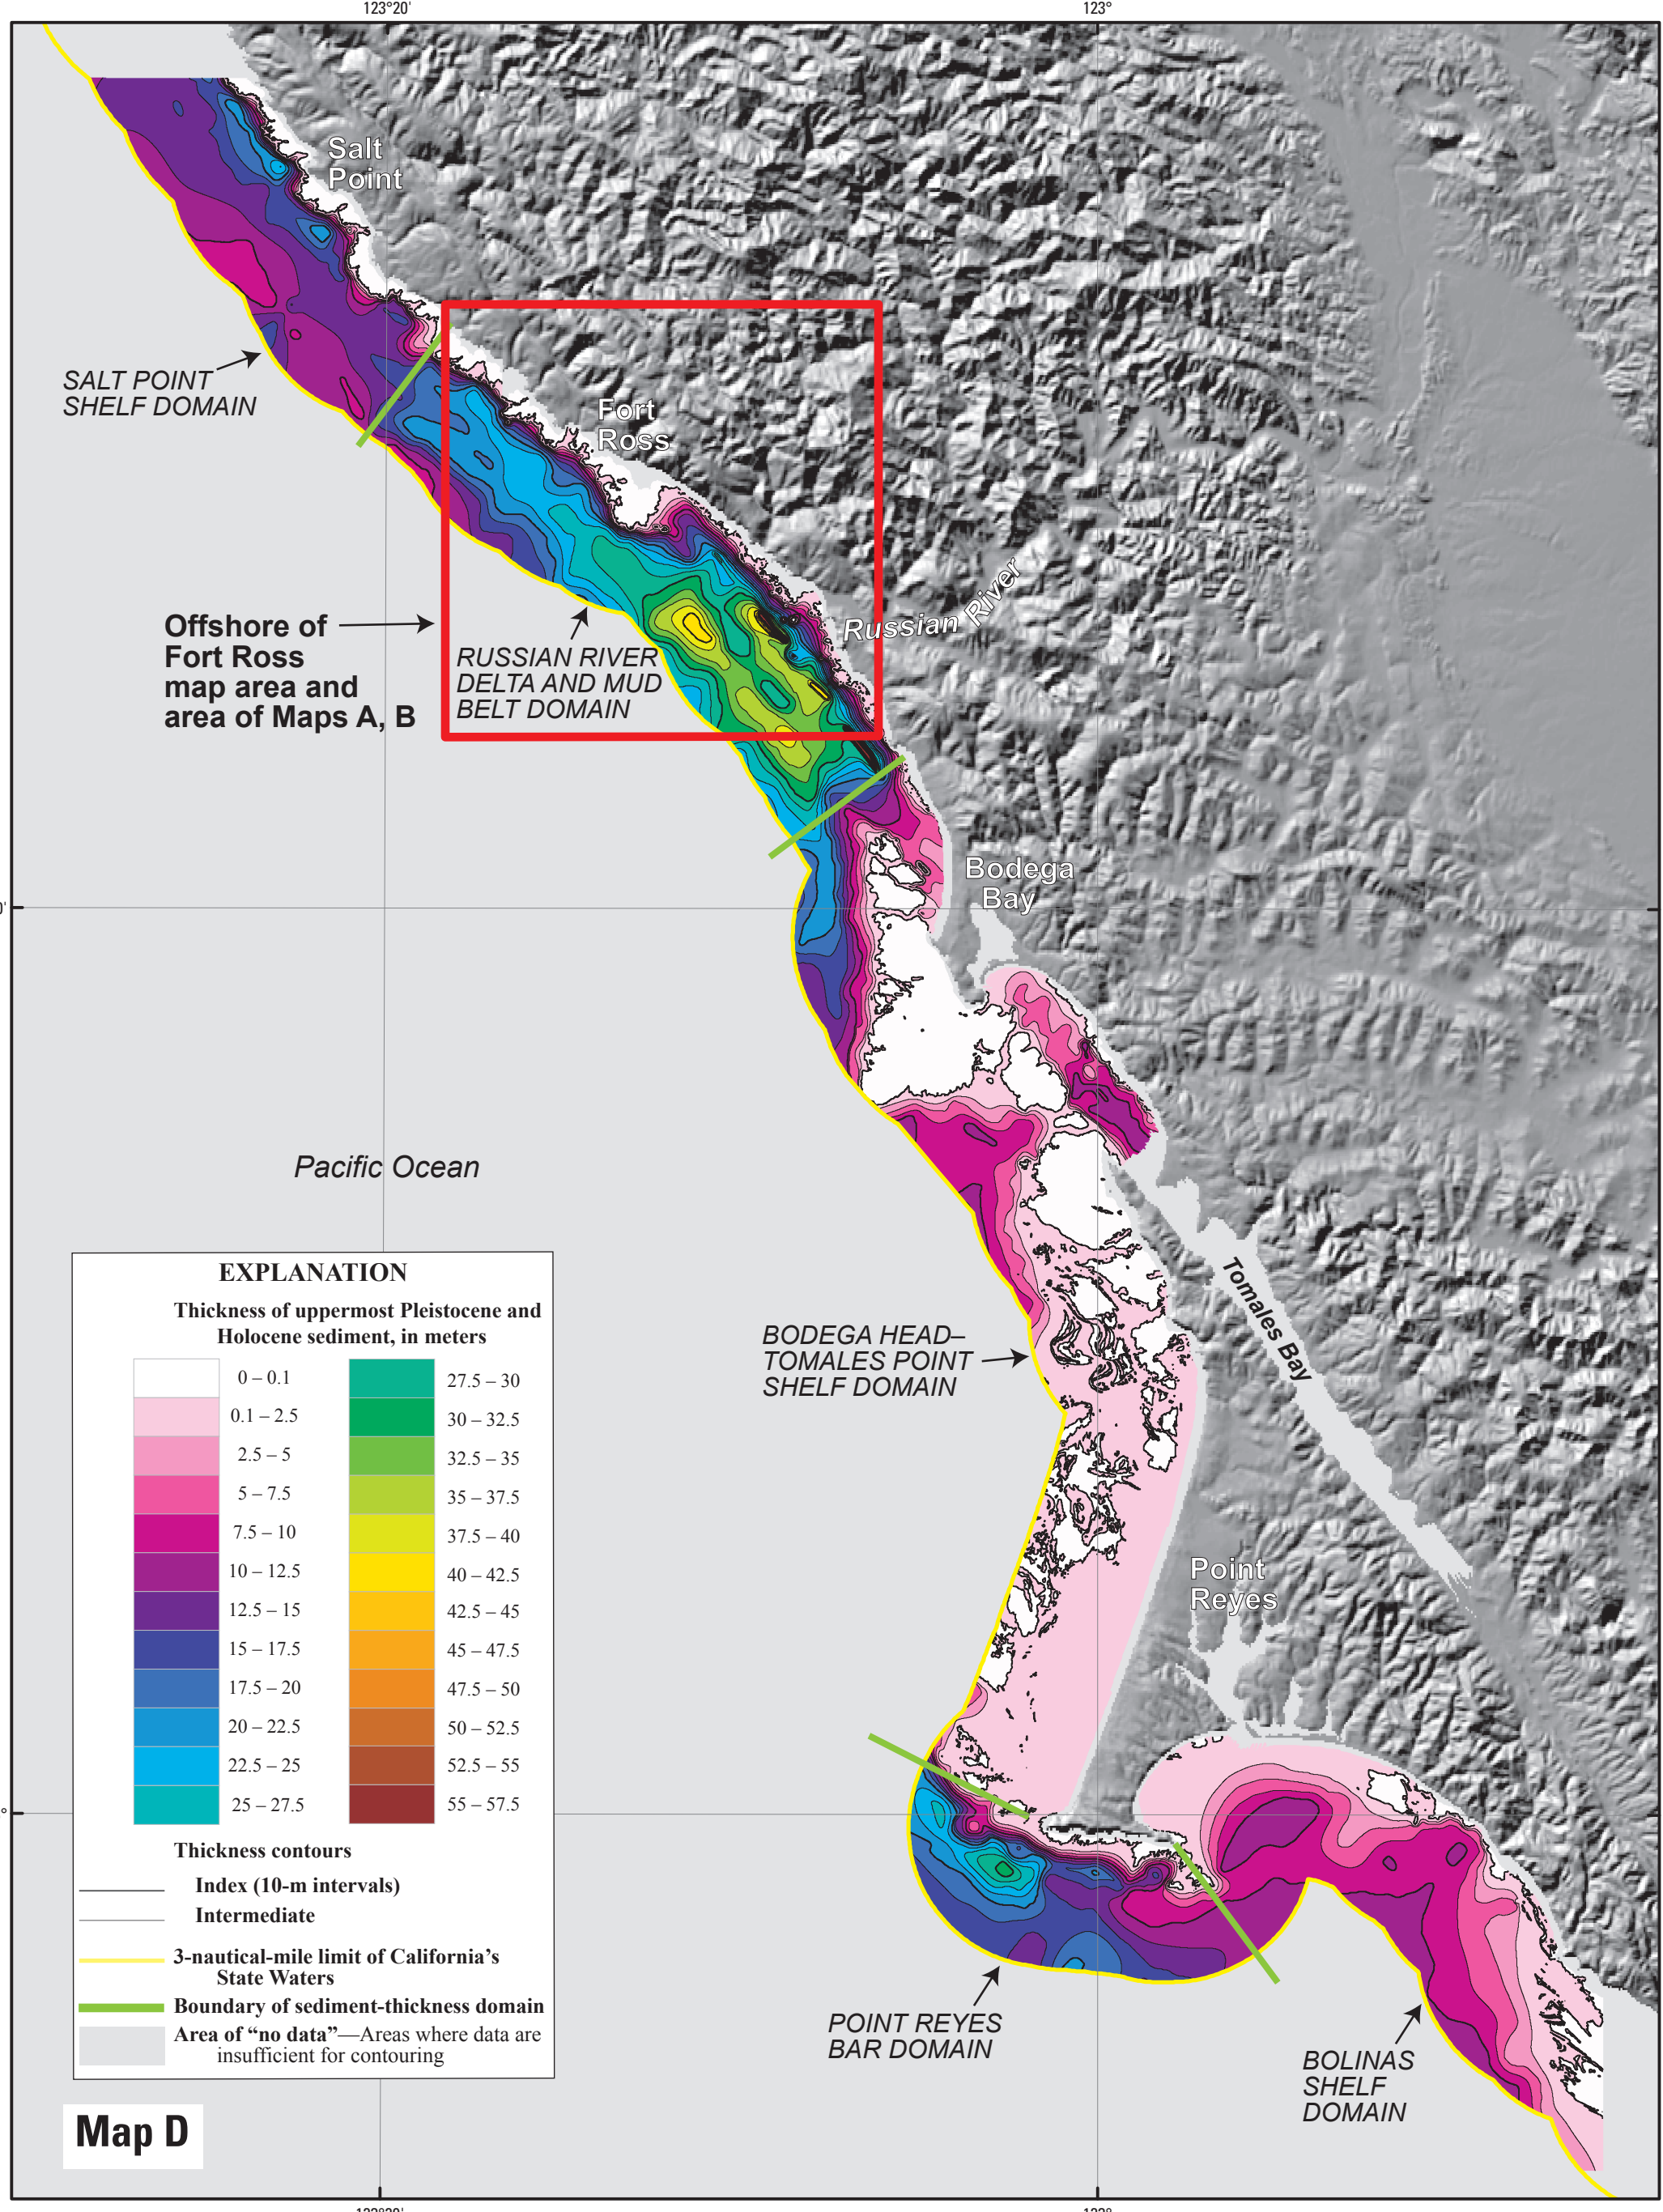 123°20'
123°
Salt
Point
SALT POINT
SHELF DOMAIN
Fort
Ross
Russian River
Offshore of
Fort Ross
map area and
area of Maps A, B
RUSSIAN RIVER
DELTA AND MUD
BELT DOMAIN
Bodega
Bay
Pacific Ocean
Tomales Bay
BODEGA HEAD–
TOMALES POINT
SHELF DOMAIN
Point
Reyes
EXPLANATION
Thickness of uppermost Pleistocene and
Holocene sediment, in meters
0 – 0.1
0.1 – 2.5
2.5 – 5
5 – 7.5
7.5 – 10
10 – 12.5
12.5 – 15
15 – 17.5
17.5 – 20
20 – 22.5
22.5 – 25
25 – 27.5
27.5 – 30
30 – 32.5
32.5 – 35
35 – 37.5
37.5 – 40
40 – 42.5
42.5 – 45
45 – 47.5
47.5 – 50
50 – 52.5
52.5 – 55
55 – 57.5
Thickness contours
Index (10-m intervals)
Intermediate
3-nautical-mile limit of California's
State Waters
Boundary of sediment-thickness domain
Area of “no data”—Areas where data are
insufficient for contouring
POINT REYES
BAR DOMAIN
BOLINAS
SHELF
DOMAIN
Map D